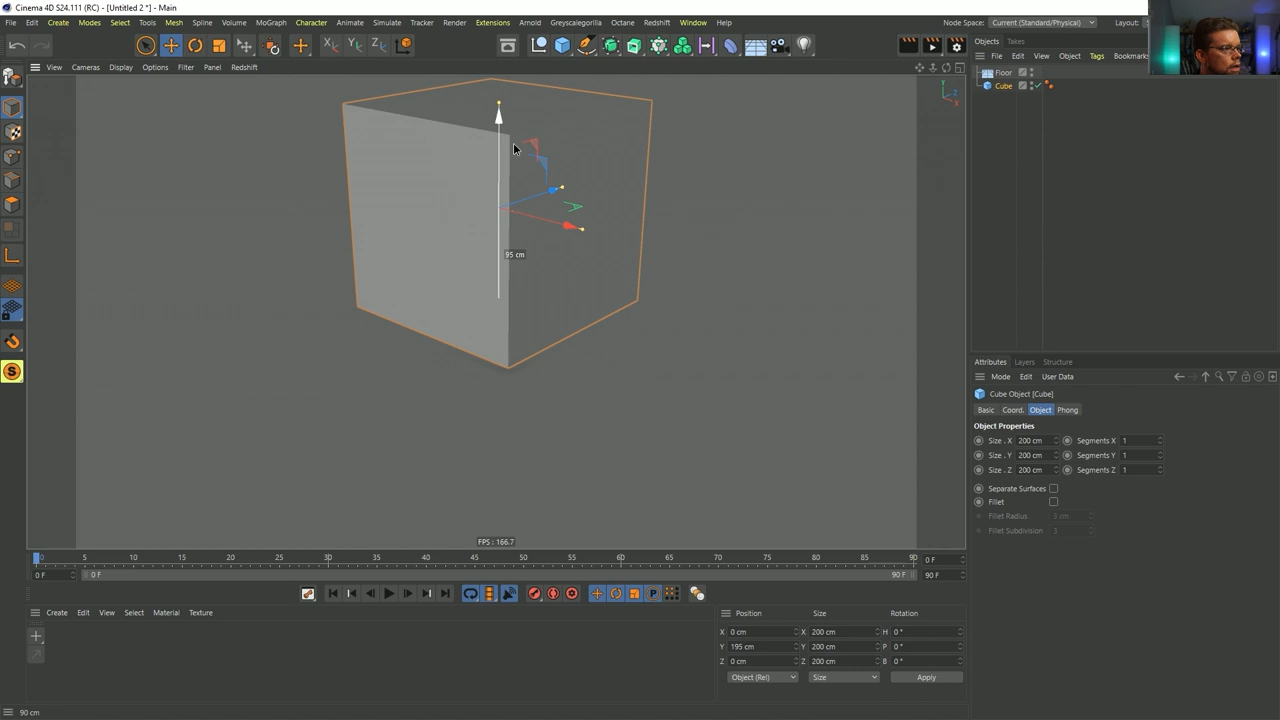 Cinema 4D S24.111 (RC) - [Untitled 2 *] - Main
File Create Modes Select Tools Mesh Spline Volume MoGraph Character Animate Simulate Tracker Render Extensions Arnold Greyscalegorilla Octane Redshift Window Help
Node Space: Current (Standard/Physical) Layout:
X Y Z
Objects Takes
File Edit View Object Tags Bookmarks
View Cameras Display Options Filter Panel Redshift
Floor
Cube
Y Z X
95 cm
Attributes Layers Structure
Mode Edit User Data
Cube Object [Cube]
Basic Coord. Object Phong
Object Properties
Size . X 200 cm Segments X 1
Size . Y 200 cm Segments Y 1
Size . Z 200 cm Segments Z 1
Separate Surfaces
Fillet
Fillet Radius 3 cm
Fillet Subdivision 3
S
FPS : 166.7
0 5 10 15 20 25 30 35 40 45 50 55 60 65 70 75 80 85 90 0 F
0 F 0 F 90 F 90 F
P
Create Edit View Select Material Texture
Position Size Rotation
X 0 cm X 200 cm H 0 °
Y 195 cm Y 200 cm P 0 °
Z 0 cm Z 200 cm B 0 °
Object (Rel) Size Apply
90 cm